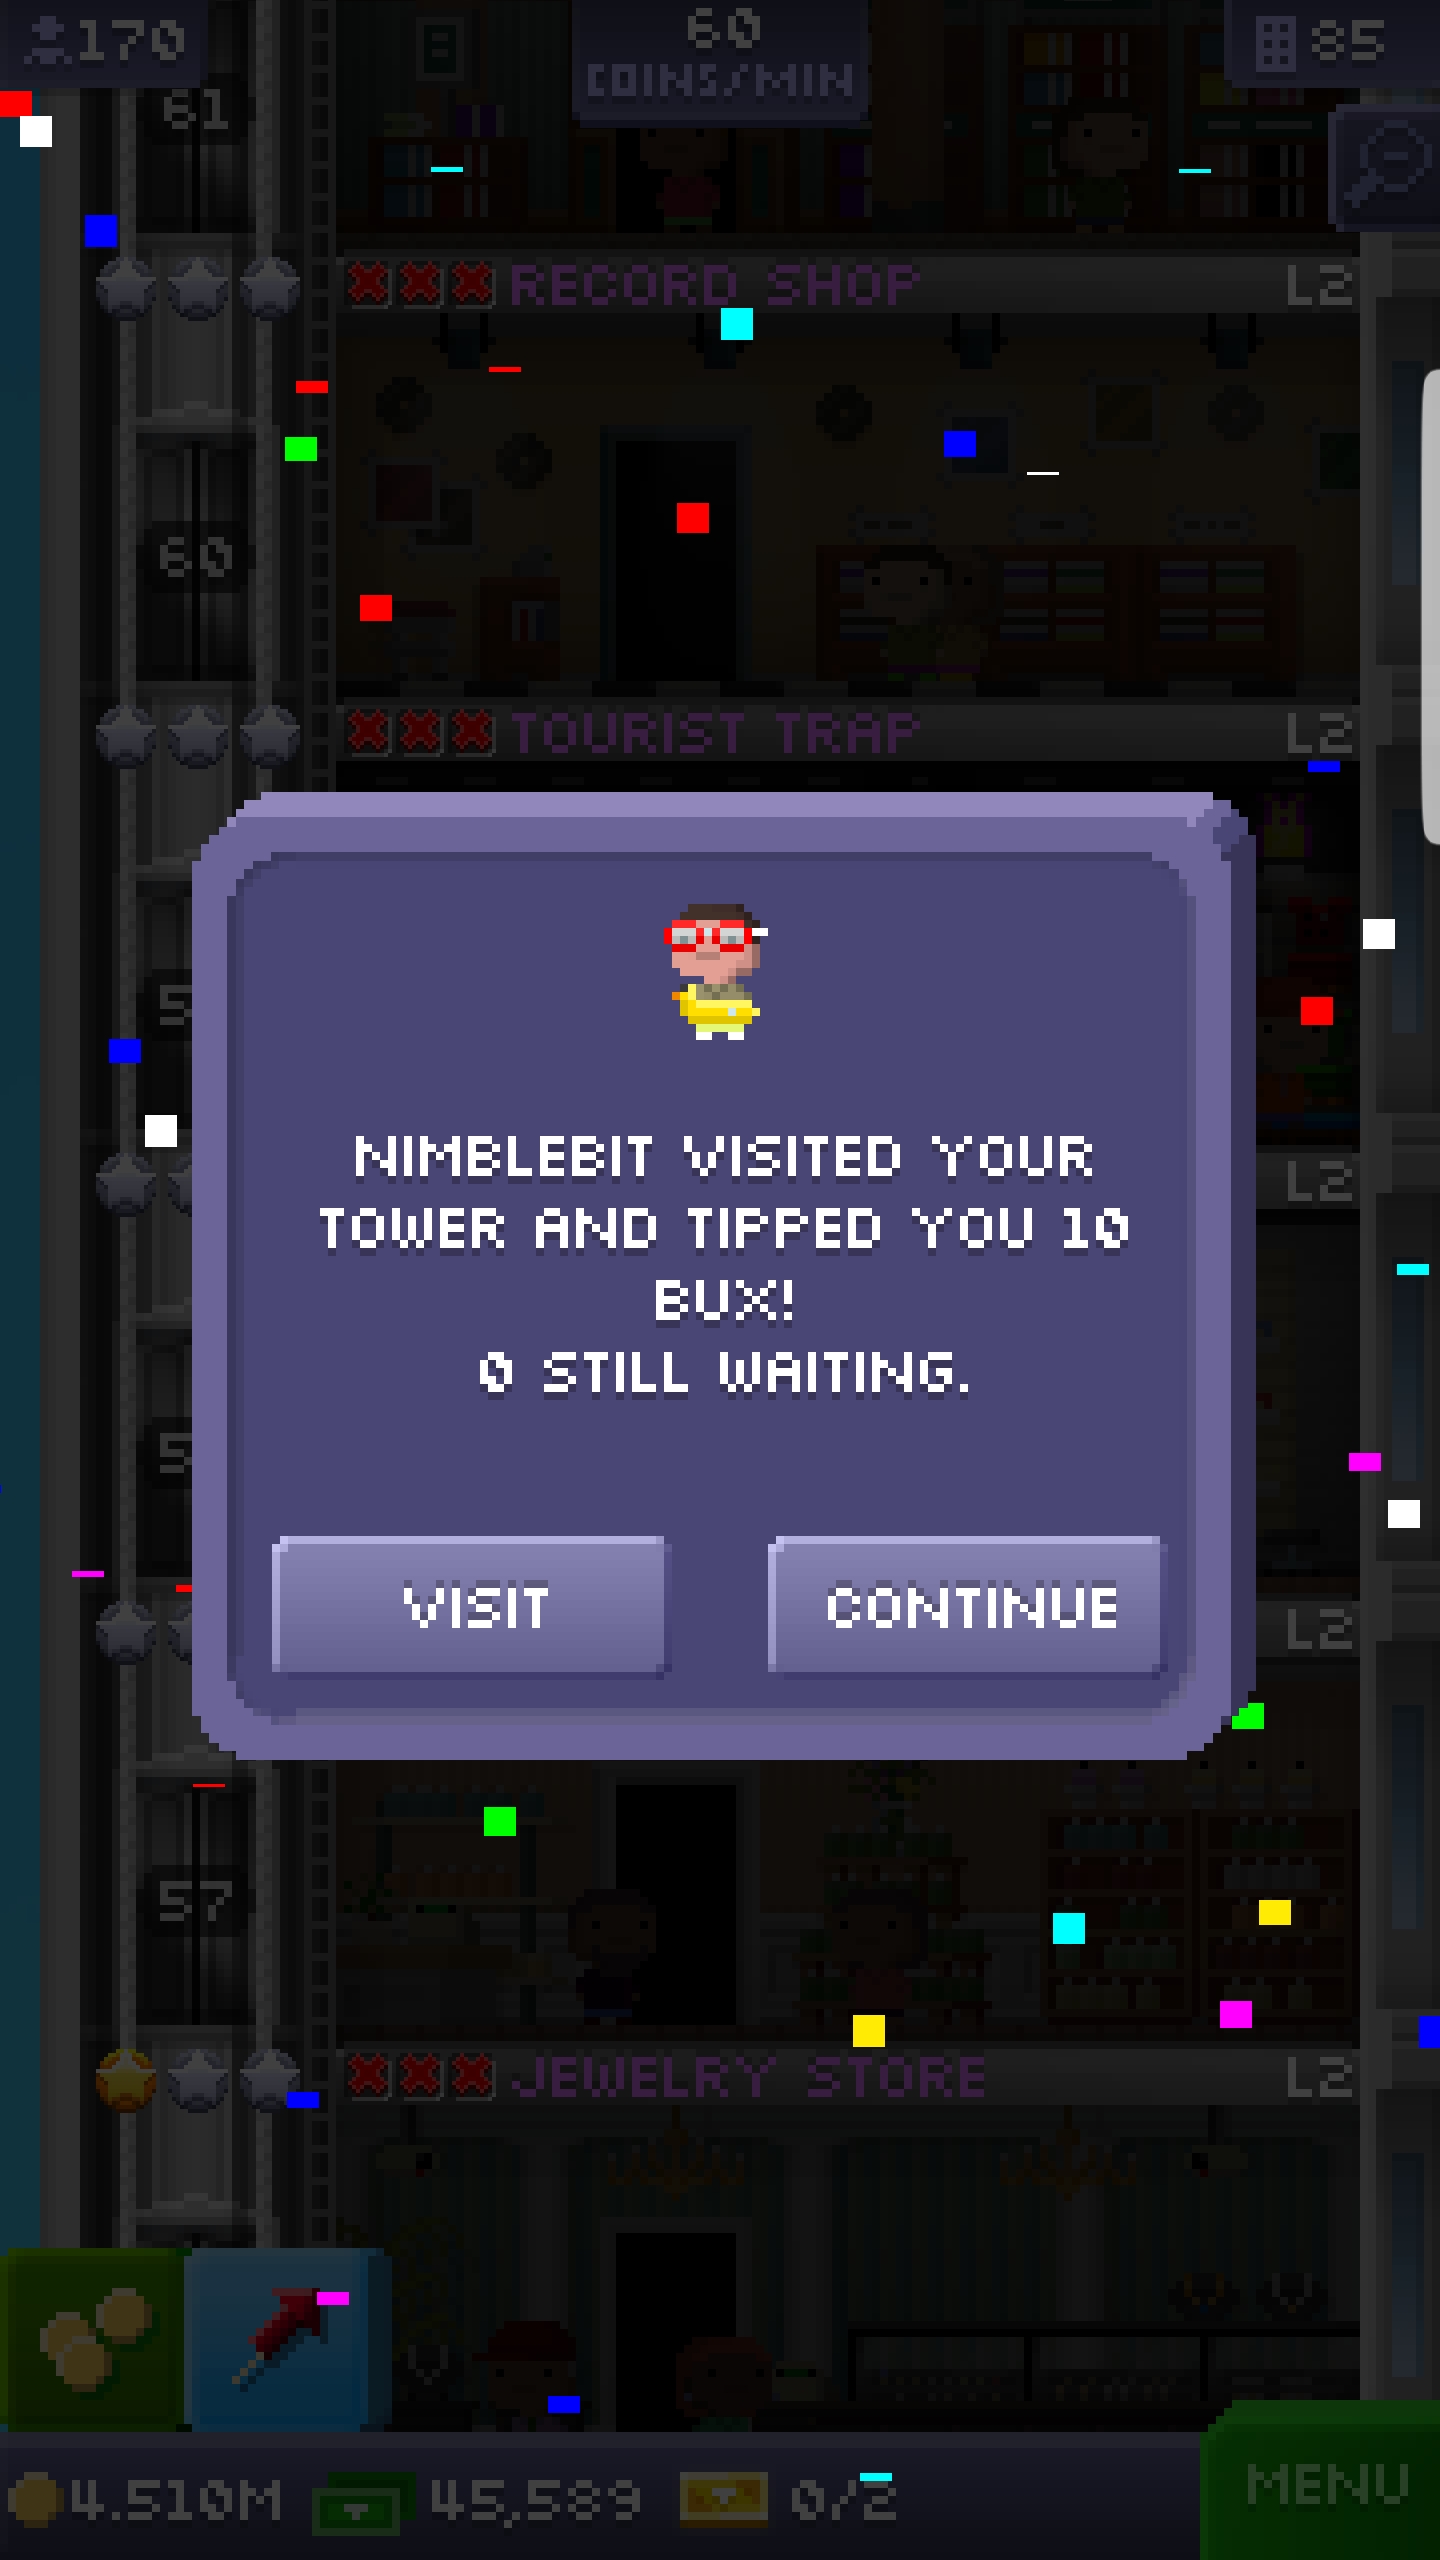 170
60
COINS/MIN
85
61
RECORD SHOP
L2
60
TOURIST TRAP
L2
L2
NIMBLEBIT VISITED YOUR
TOWER AND TIPPED YOU 10
BUX!
0 STILL WAITING.
VISIT
CONTINUE
L2
57
JEWELRY STORE
L2
4.510M
45,589
0/2
MENU